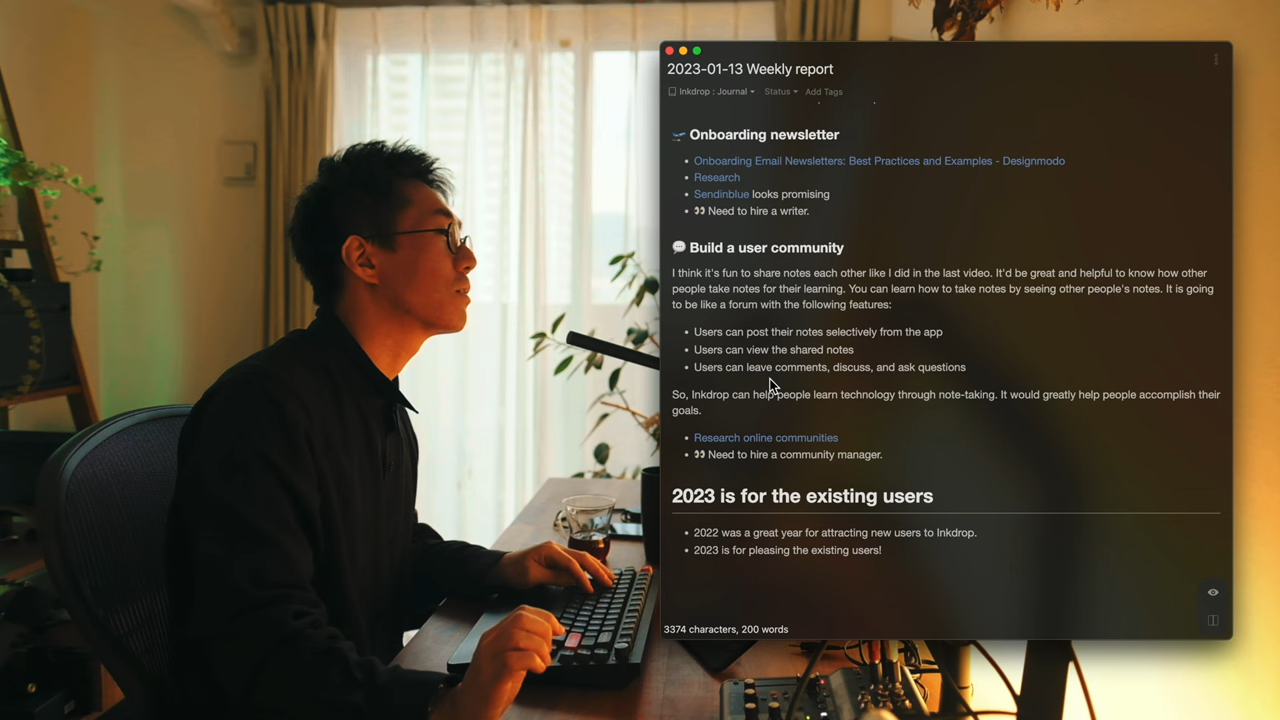 2023-01-13 Weekly report
Inkdrop : Journal Status Add Tags
Onboarding newsletter
Onboarding Email Newsletters: Best Practices and Examples - Designmodo
Research
Sendinblue looks promising
👀 Need to hire a writer.
💬 Build a user community
I think it's fun to share notes each other like I did in the last video. It'd be great and helpful to know how other
people take notes for their learning. You can learn how to take notes by seeing other people's notes. It is going
to be like a forum with the following features:
Users can post their notes selectively from the app
Users can view the shared notes
Users can leave comments, discuss, and ask questions
So, Inkdrop can help people learn technology through note-taking. It would greatly help people accomplish their
goals.
Research online communities
👀 Need to hire a community manager.
2023 is for the existing users
2022 was a great year for attracting new users to Inkdrop.
2023 is for pleasing the existing users!
3374 characters, 200 words